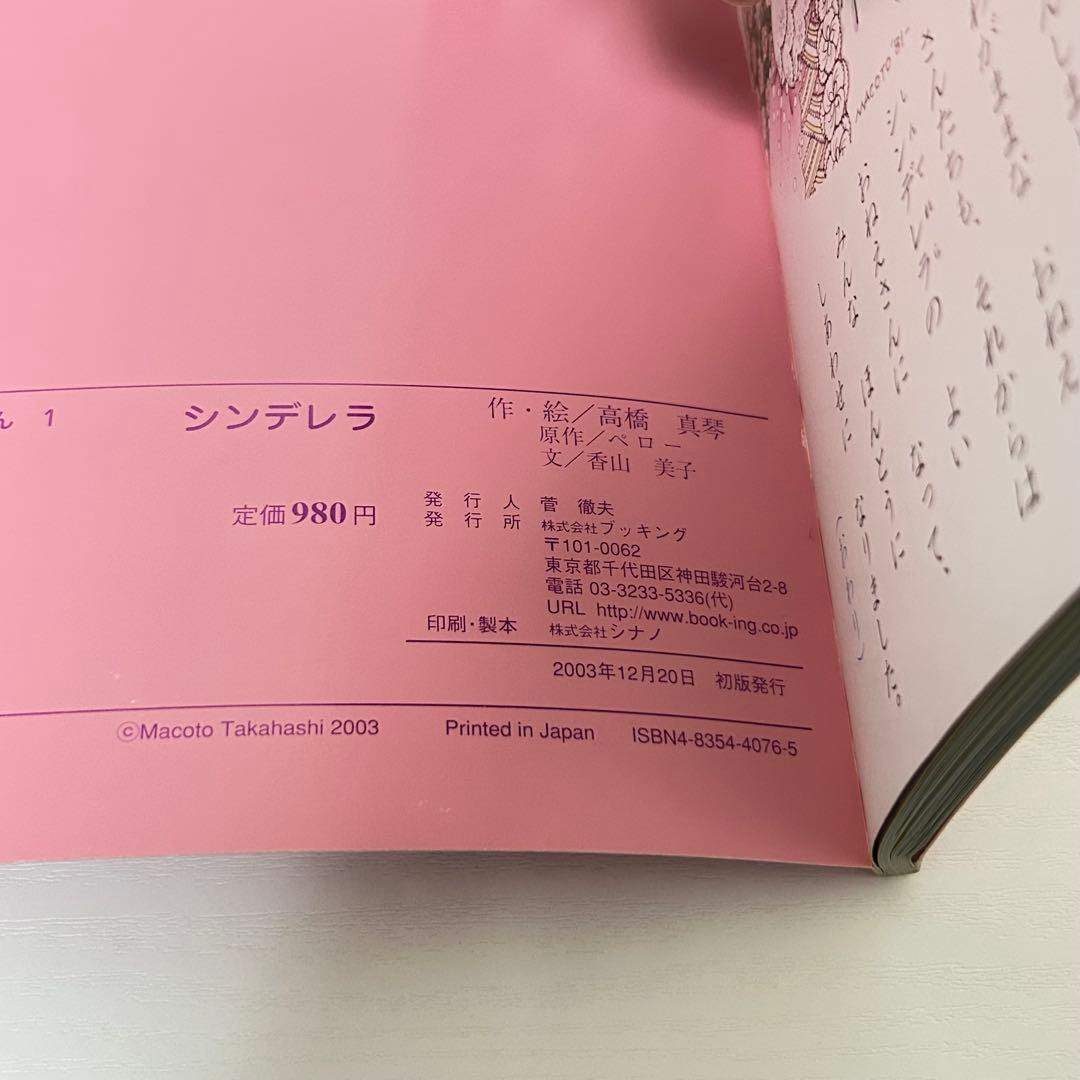 おねえ
それからは
MACOTO '81
さんたちも、
よい
シンデレラの
なって、
おねえさんに
みんな ほんとうに
しあわせに なりました。
（おわり）
ん 1 シンデレラ
作・絵／高橋 真琴
原作／ペロー
文／香山 美子
定価980円
発行人 菅 徹夫
発行所 株式会社ブッキング
〒101-0062
東京都千代田区神田駿河台2-8
電話 03-3233-5336(代)
URL http://www.book-ing.co.jp
印刷・製本 株式会社シナノ
2003年12月20日 初版発行
©Macoto Takahashi 2003 Printed in Japan ISBN4-8354-4076-5